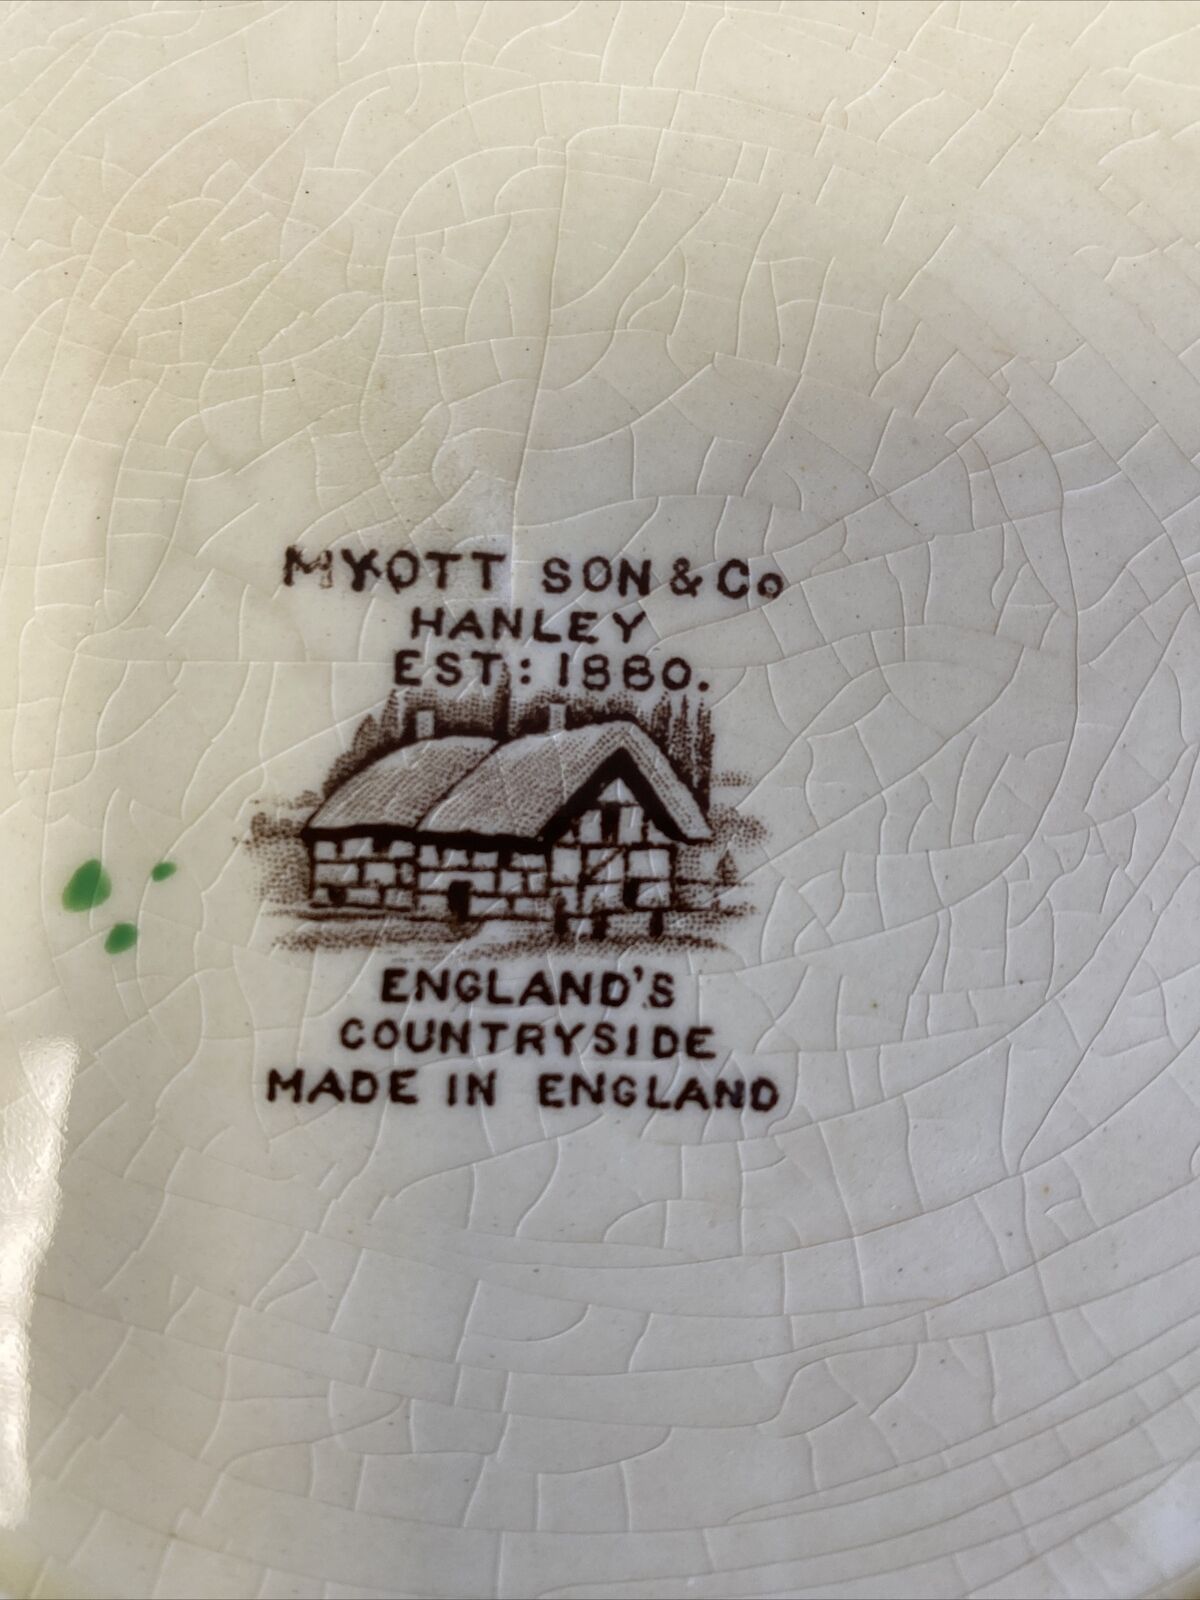 MYOTT SON & Co
HANLEY
EST: 1880.
ENGLAND'S
COUNTRYSIDE
MADE IN ENGLAND